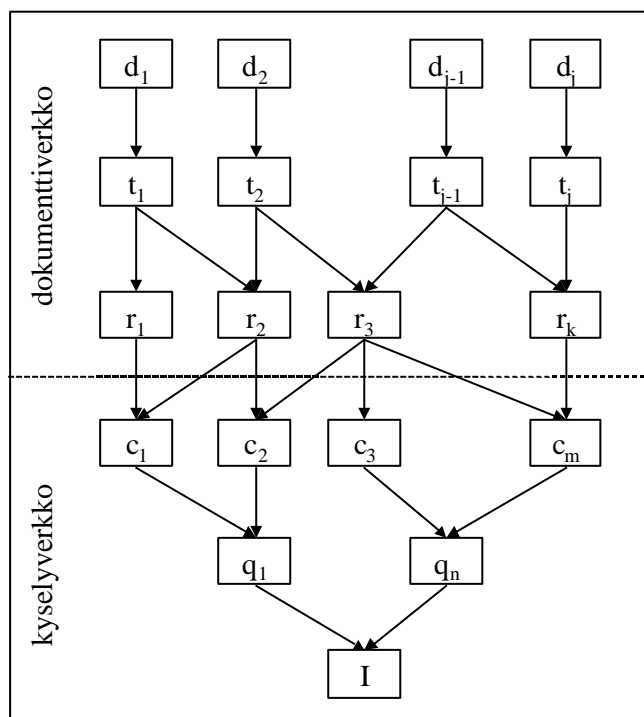 dokumenttiverkko
d1 d2 dj-1 dj
t1 t2 tj-1 tj
r1 r2 r3 rk
kyselyverkko
c1 c2 c3 cm
q1 qn
I